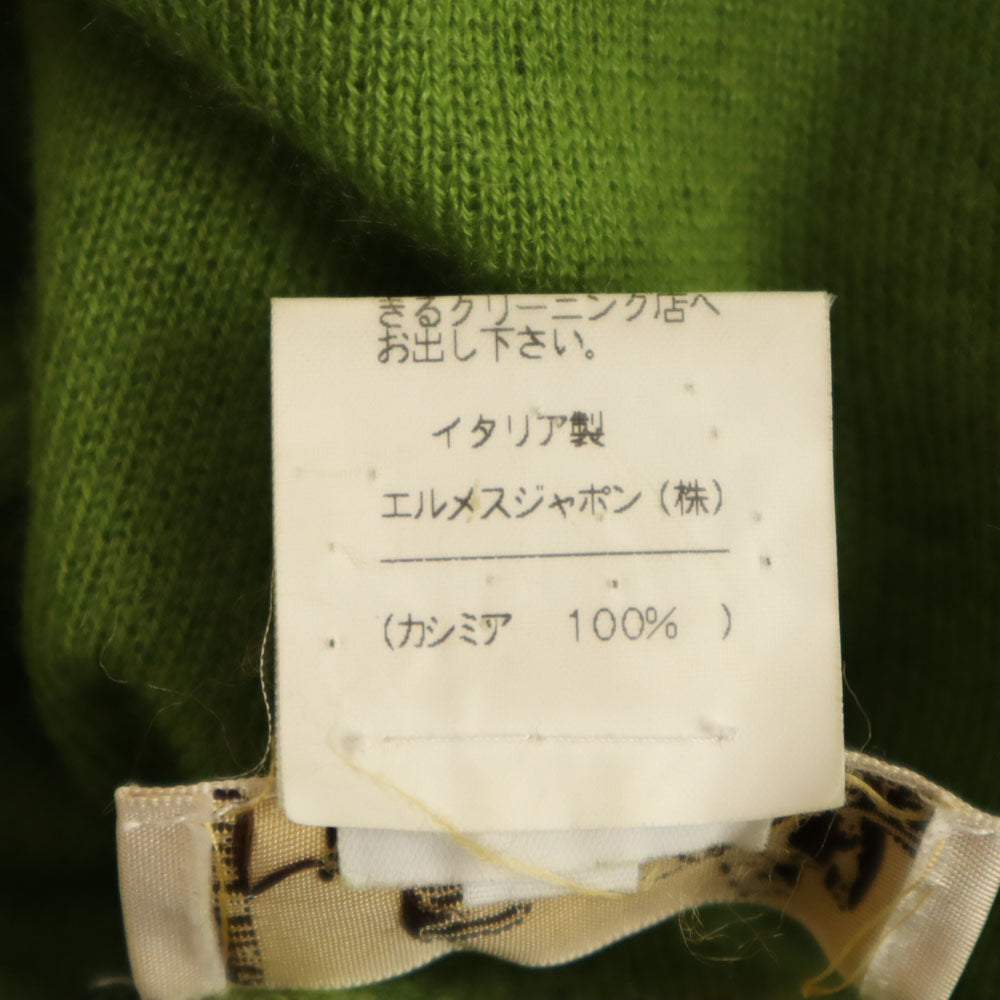 きるクリーニング店へ
お出し下さい。
イタリア製
エルメスジャポン (株)
(カシミア 100% )